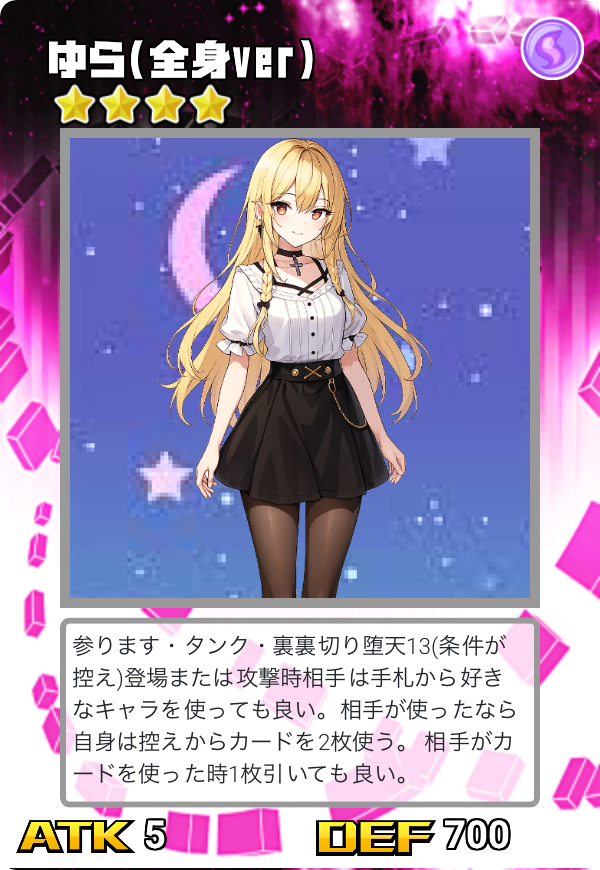 ゆら(全身ver)
S
参ります・タンク・裏裏切り堕天13(条件が
控え)登場または攻撃時相手は手札から好き
なキャラを使っても良い。相手が使ったなら
自身は控えからカードを2枚使う。 相手がカ
ードを使った時1枚引いても良い。
ATK 5 DEF 700